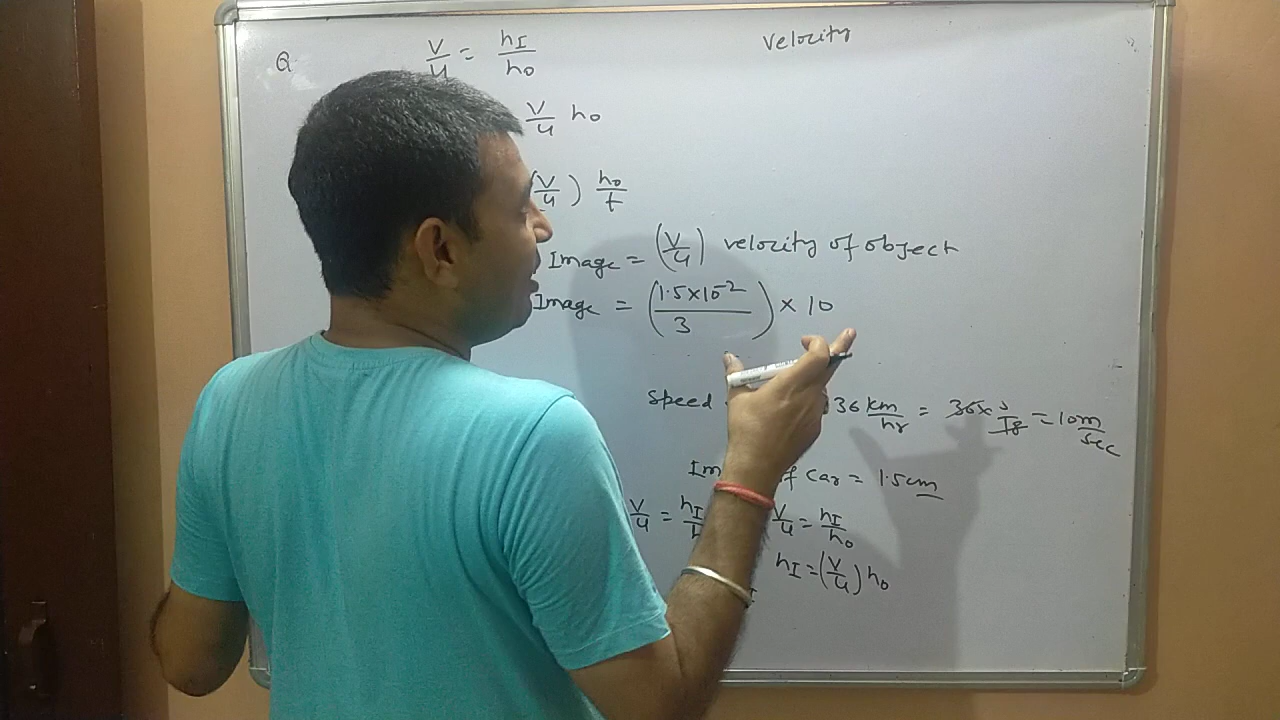 Q v/u = hI/ho Velocity
v/u ho
(v/u) ho/t
Image = (v/u) velocity of object
Image = (1.5×10⁻²/3) × 10
Speed 36 km/hr = 36×5/18 = 10 m/sec
of Car = 1.5cm
v/u = hI v/u = hI/ho
hI = (v/u) ho